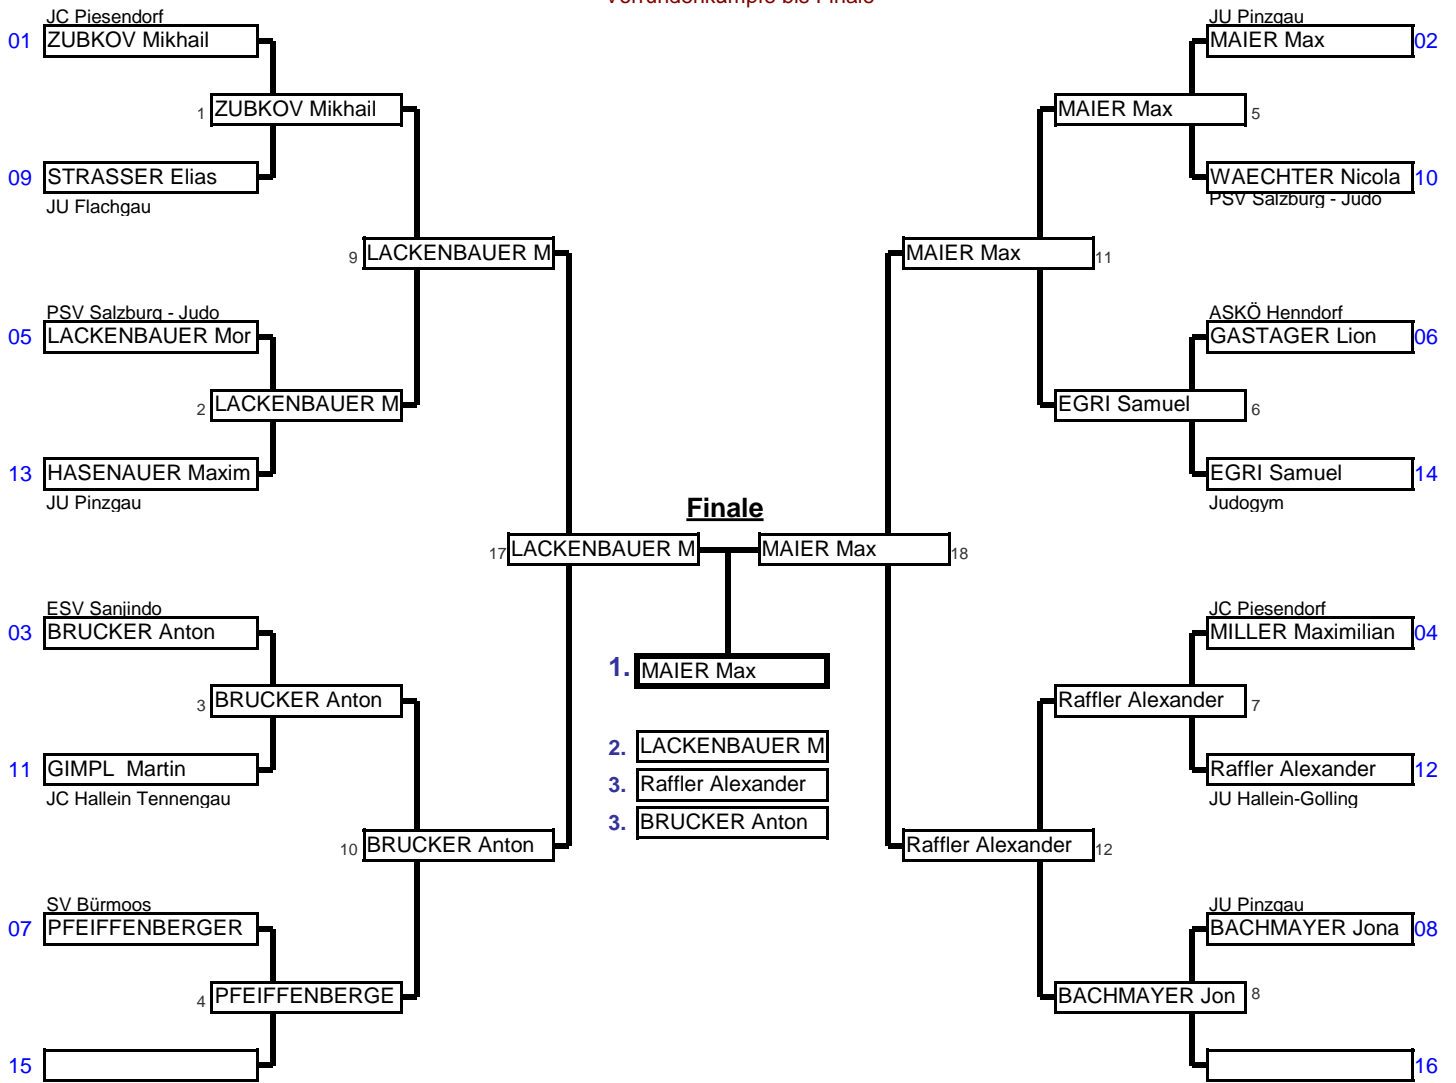 Vorrundenkämpfe bis Finale
JC Piesendorf
01 ZUBKOV Mikhail
1 ZUBKOV Mikhail
09 STRASSER Elias
JU Flachgau
9 LACKENBAUER M
PSV Salzburg - Judo
05 LACKENBAUER Mor
2 LACKENBAUER M
13 HASENAUER Maxim
JU Pinzgau
17 LACKENBAUER M
ESV Sanjindo
03 BRUCKER Anton
3 BRUCKER Anton
11 GIMPL  Martin
JC Hallein Tennengau
10 BRUCKER Anton
SV Bürmoos
07 PFEIFFENBERGER
4 PFEIFFENBERGE
15
Finale
1. MAIER Max
2. LACKENBAUER M
3. Raffler Alexander
3. BRUCKER Anton
JU Pinzgau
MAIER Max 02
MAIER Max 5
WAECHTER Nicola 10
PSV Salzburg - Judo
MAIER Max 11
ASKÖ Henndorf
GASTAGER Lion 06
EGRI Samuel 6
EGRI Samuel 14
Judogym
MAIER Max 18
JC Piesendorf
MILLER Maximilian 04
Raffler Alexander 7
Raffler Alexander 12
JU Hallein-Golling
Raffler Alexander 12
JU Pinzgau
BACHMAYER Jona 08
BACHMAYER Jon 8
16